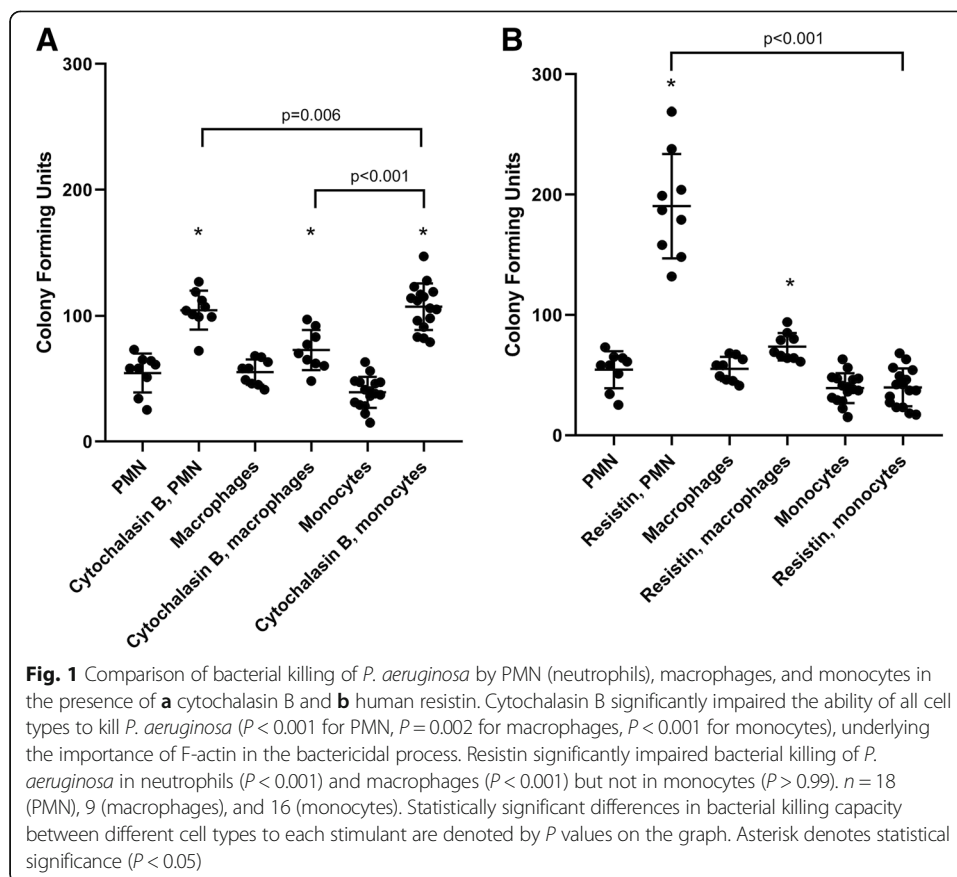 A
300
200
100
0
Colony Forming Units
p=0.006
p<0.001
*
*
*
PMN
Cytochalasin B, PMN
Macrophages
Cytochalasin B, macrophages
Monocytes
Cytochalasin B, monocytes
B
300
200
100
0
Colony Forming Units
p<0.001
*
*
PMN
Resistin, PMN
Macrophages
Resistin, macrophages
Monocytes
Resistin, monocytes
Fig. 1 Comparison of bacterial killing of P. aeruginosa by PMN (neutrophils), macrophages, and monocytes in
the presence of a cytochalasin B and b human resistin. Cytochalasin B significantly impaired the ability of all cell
types to kill P. aeruginosa (P < 0.001 for PMN, P = 0.002 for macrophages, P < 0.001 for monocytes), underlying
the importance of F-actin in the bactericidal process. Resistin significantly impaired bacterial killing of P.
aeruginosa in neutrophils (P < 0.001) and macrophages (P < 0.001) but not in monocytes (P > 0.99). n = 18
(PMN), 9 (macrophages), and 16 (monocytes). Statistically significant differences in bacterial killing capacity
between different cell types to each stimulant are denoted by P values on the graph. Asterisk denotes statistical
significance (P < 0.05)